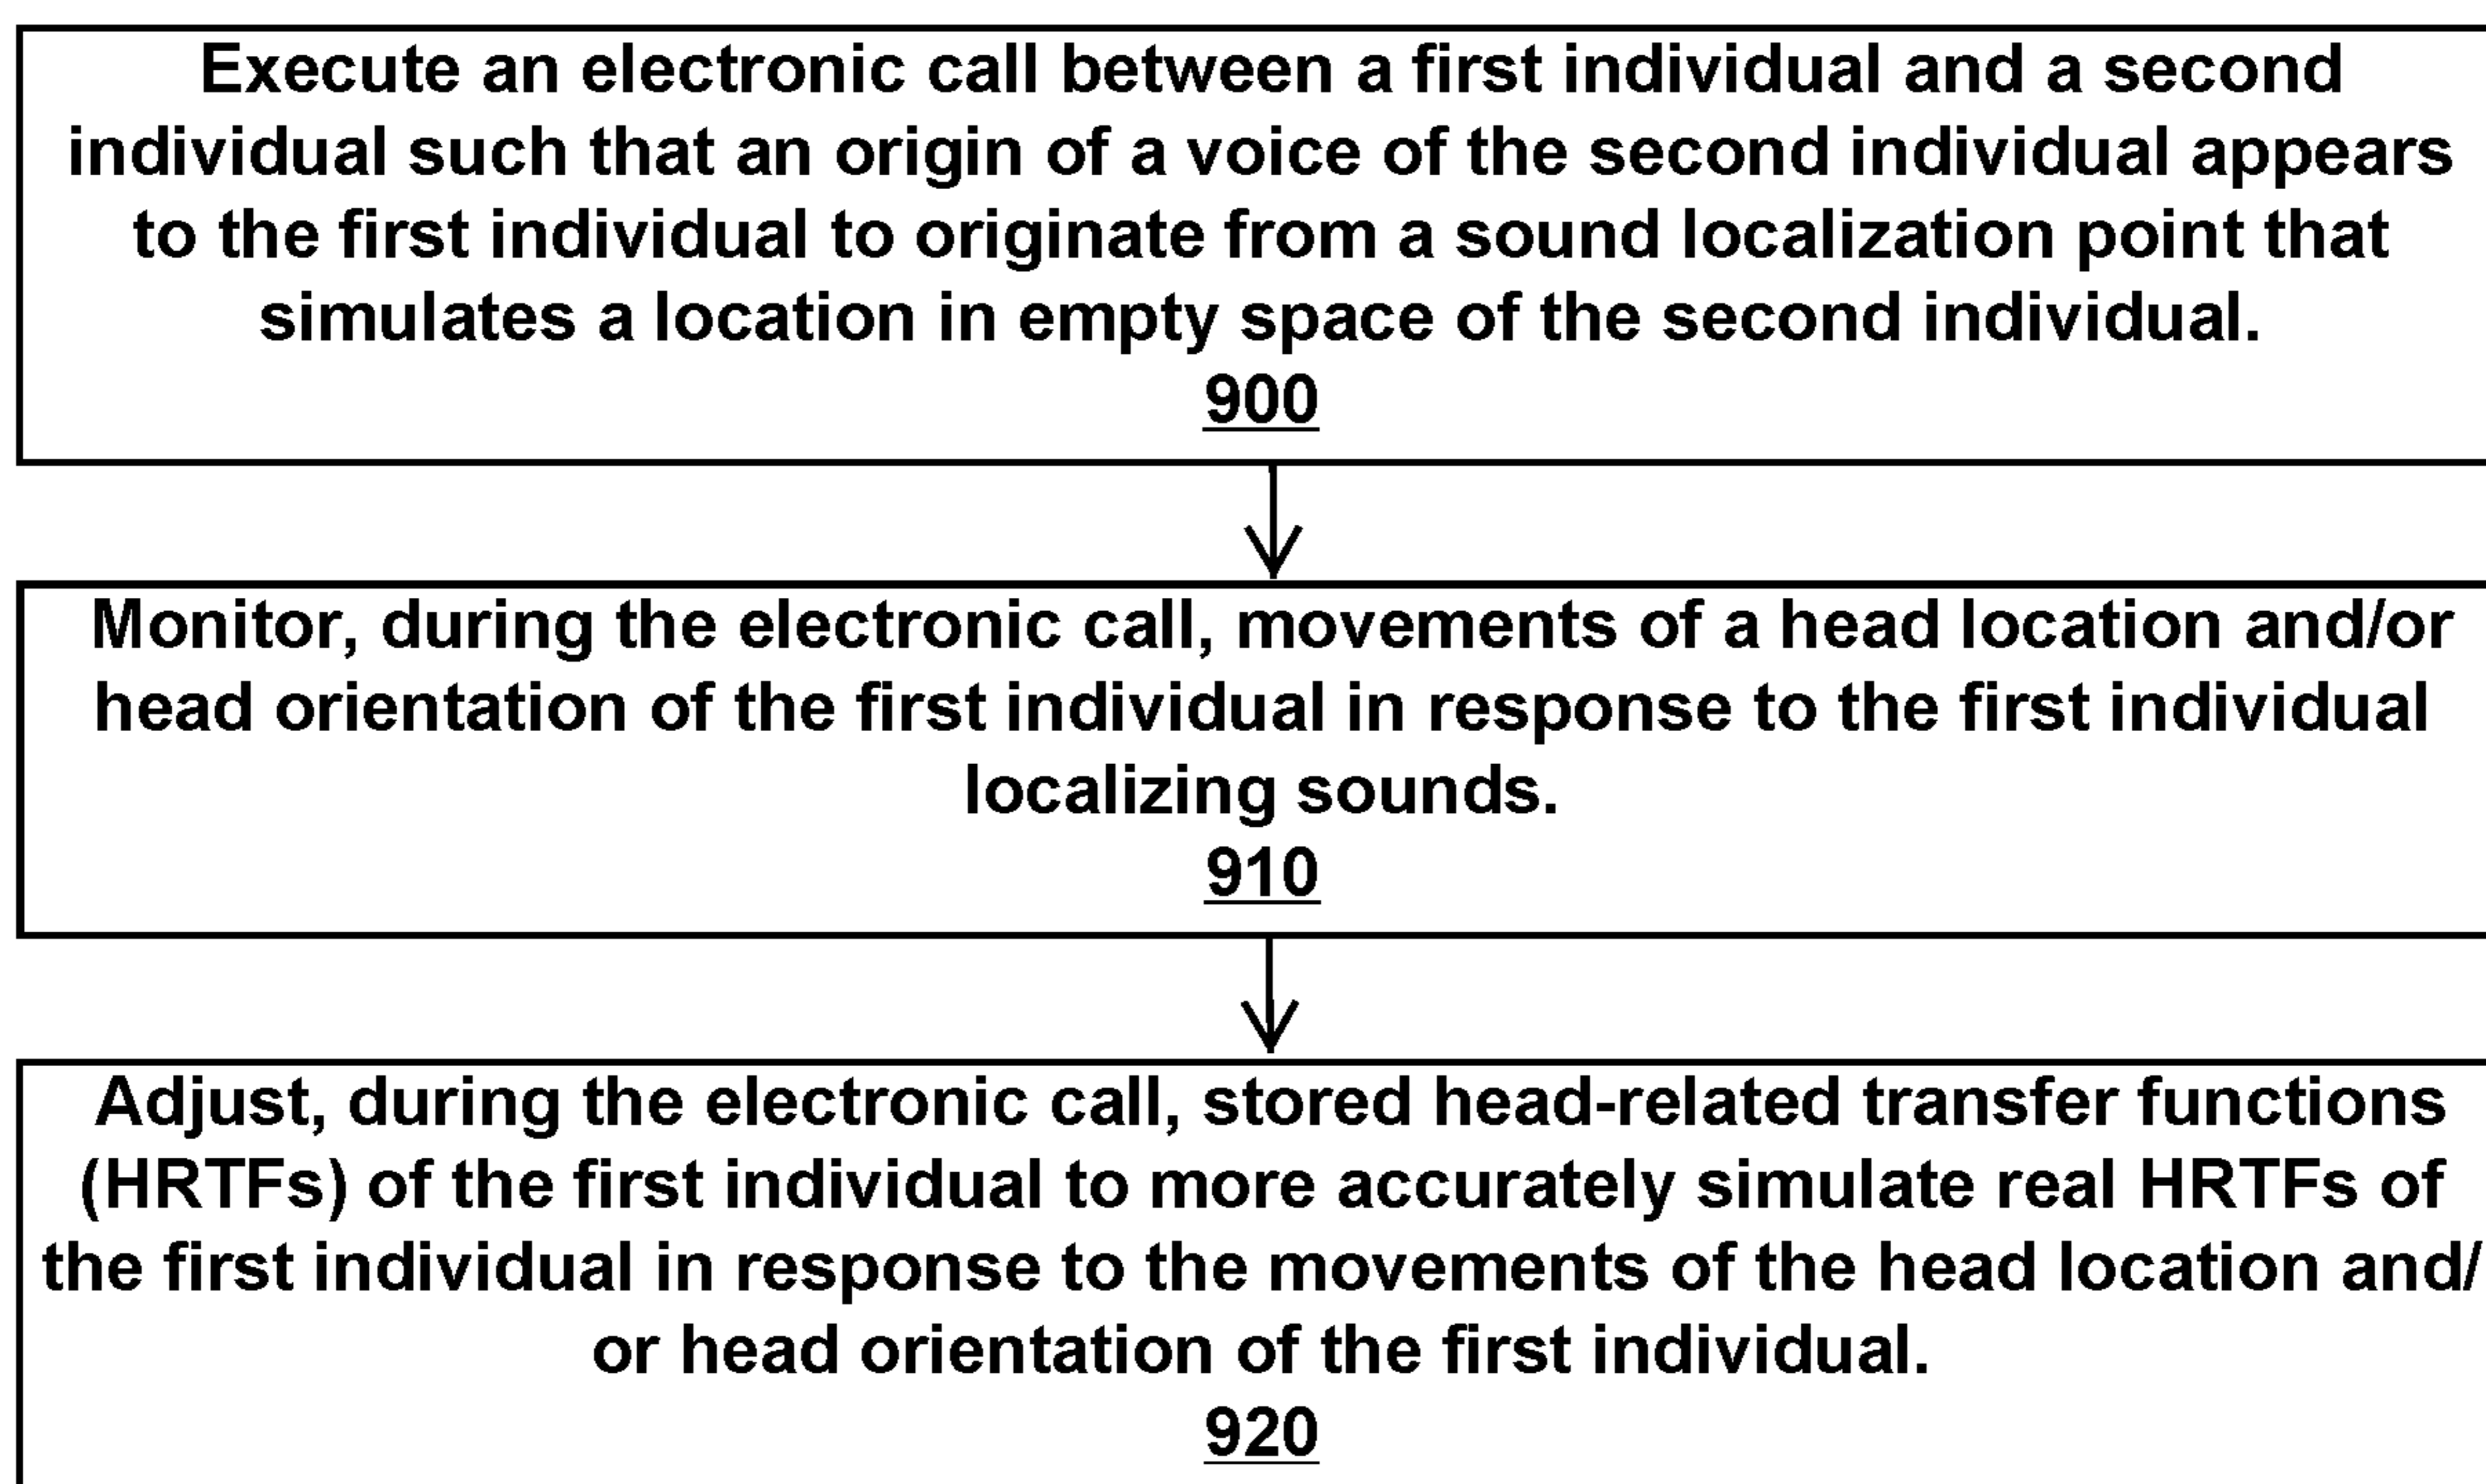 Execute an electronic call between a first individual and a second
individual such that an origin of a voice of the second individual appears
to the first individual to originate from a sound localization point that
simulates a location in empty space of the second individual.
900
Monitor, during the electronic call, movements of a head location and/or
head orientation of the first individual in response to the first individual
localizing sounds.
910
Adjust, during the electronic call, stored head-related transfer functions
(HRTFs) of the first individual to more accurately simulate real HRTFs of
the first individual in response to the movements of the head location and/
or head orientation of the first individual.
920